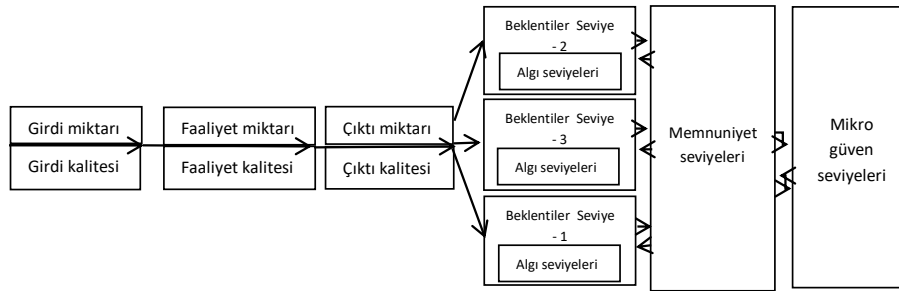 Girdi miktarı
Girdi kalitesi
Faaliyet miktarı
Faaliyet kalitesi
Çıktı miktarı
Çıktı kalitesi
Beklentiler Seviye
- 2
Algı seviyeleri
Beklentiler Seviye
- 3
Algı seviyeleri
Beklentiler Seviye
- 1
Algı seviyeleri
Memnuniyet
seviyeleri
Mikro
güven
seviyeleri